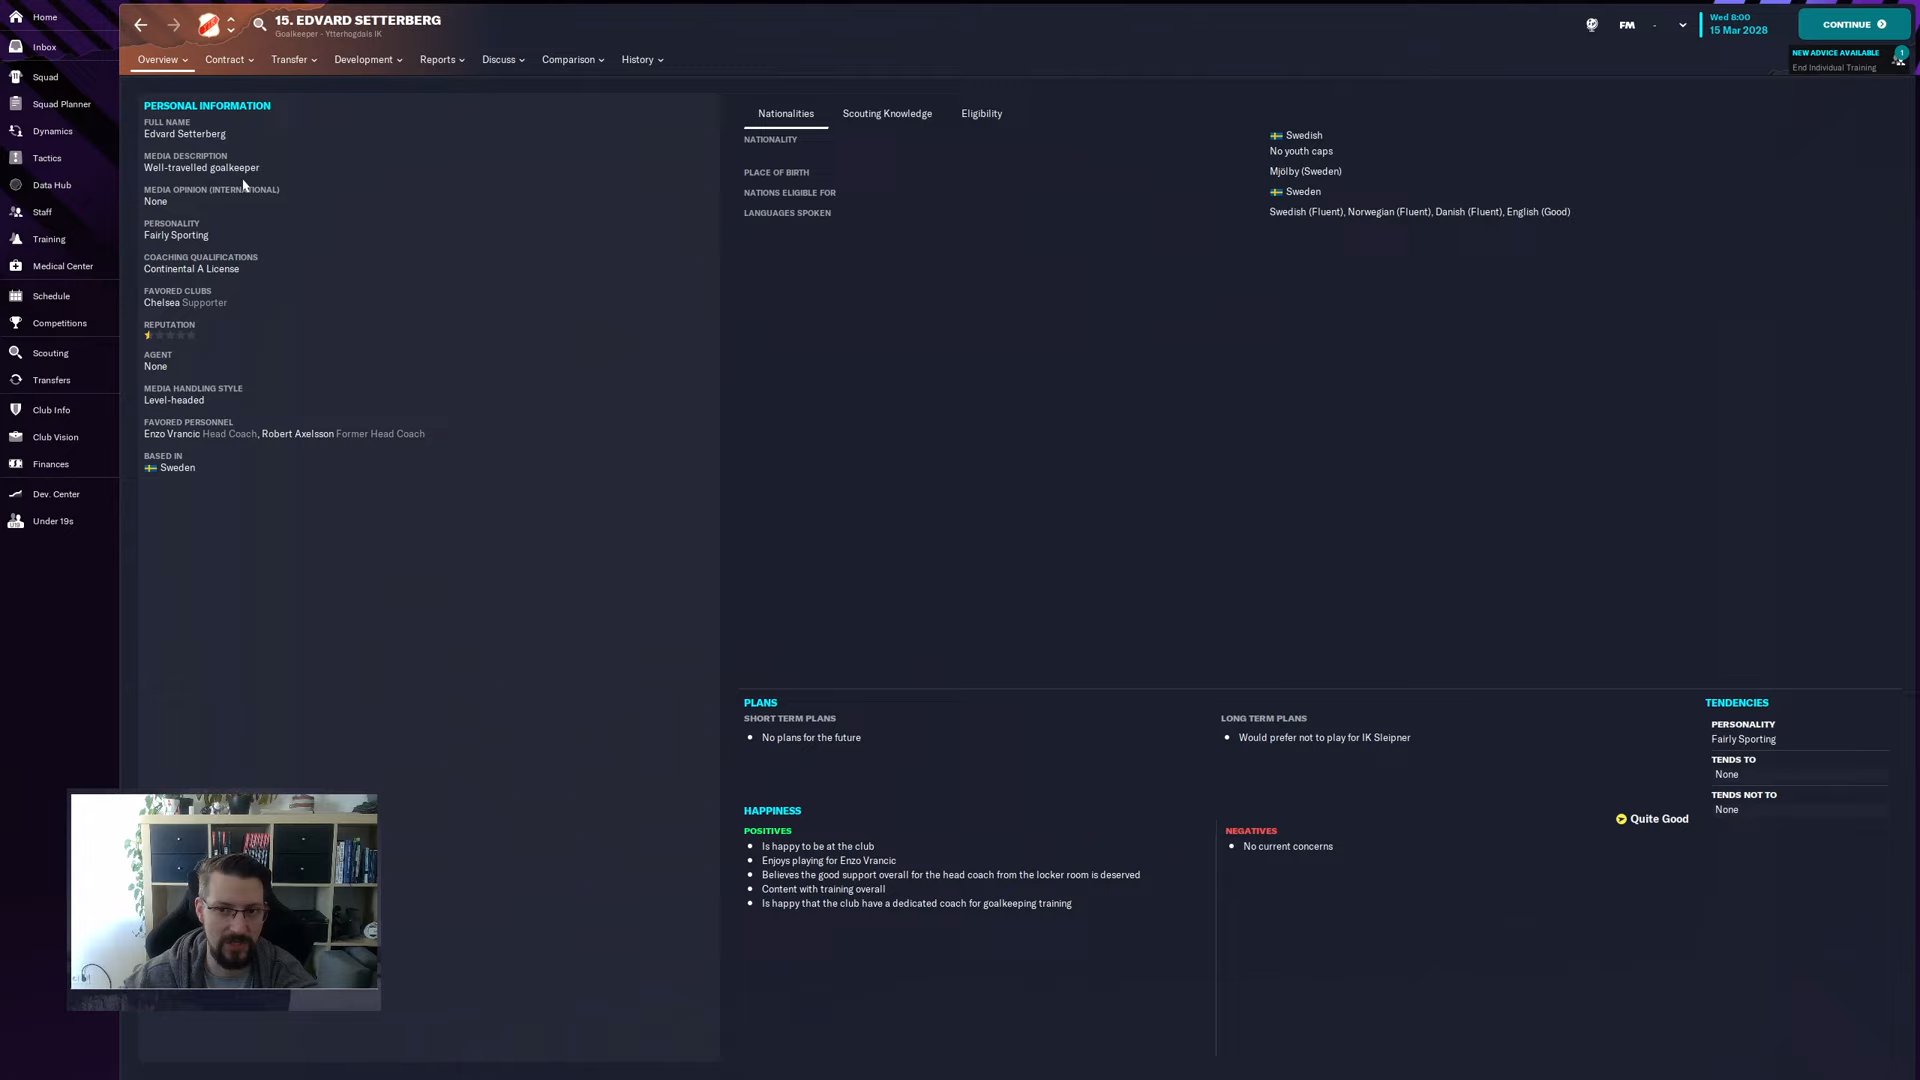 Home
Inbox
Squad
Squad Planner
Dynamics
Tactics
Data Hub
Staff
Training
Medical Center
Schedule
Competitions
Scouting
Transfers
Club Info
Club Vision
Finances
Dev. Center
Under 19s
15. EDVARD SETTERBERG
Goalkeeper - Ytterhogdals IK
FM -
Wed 8:00
15 Mar 2028
CONTINUE
NEW ADVICE AVAILABLE 1
End Individual Training
Overview Contract Transfer Development Reports Discuss Comparison History
PERSONAL INFORMATION
FULL NAME
Edvard Setterberg
MEDIA DESCRIPTION
Well-travelled goalkeeper
MEDIA OPINION (INTERNATIONAL)
None
PERSONALITY
Fairly Sporting
COACHING QUALIFICATIONS
Continental A License
FAVORED CLUBS
Chelsea Supporter
REPUTATION
AGENT
None
MEDIA HANDLING STYLE
Level-headed
FAVORED PERSONNEL
Enzo Vrancic Head Coach, Robert Axelsson Former Head Coach
BASED IN
Sweden
Nationalities Scouting Knowledge Eligibility
NATIONALITY Swedish
No youth caps
PLACE OF BIRTH Mjölby (Sweden)
NATIONS ELIGIBLE FOR Sweden
LANGUAGES SPOKEN Swedish (Fluent), Norwegian (Fluent), Danish (Fluent), English (Good)
PLANS
SHORT TERM PLANS
• No plans for the future
LONG TERM PLANS
• Would prefer not to play for IK Sleipner
HAPPINESS
Quite Good
POSITIVES
• Is happy to be at the club
• Enjoys playing for Enzo Vrancic
• Believes the good support overall for the head coach from the locker room is deserved
• Content with training overall
• Is happy that the club have a dedicated coach for goalkeeping training
NEGATIVES
• No current concerns
TENDENCIES
PERSONALITY
Fairly Sporting
TENDS TO
None
TENDS NOT TO
None